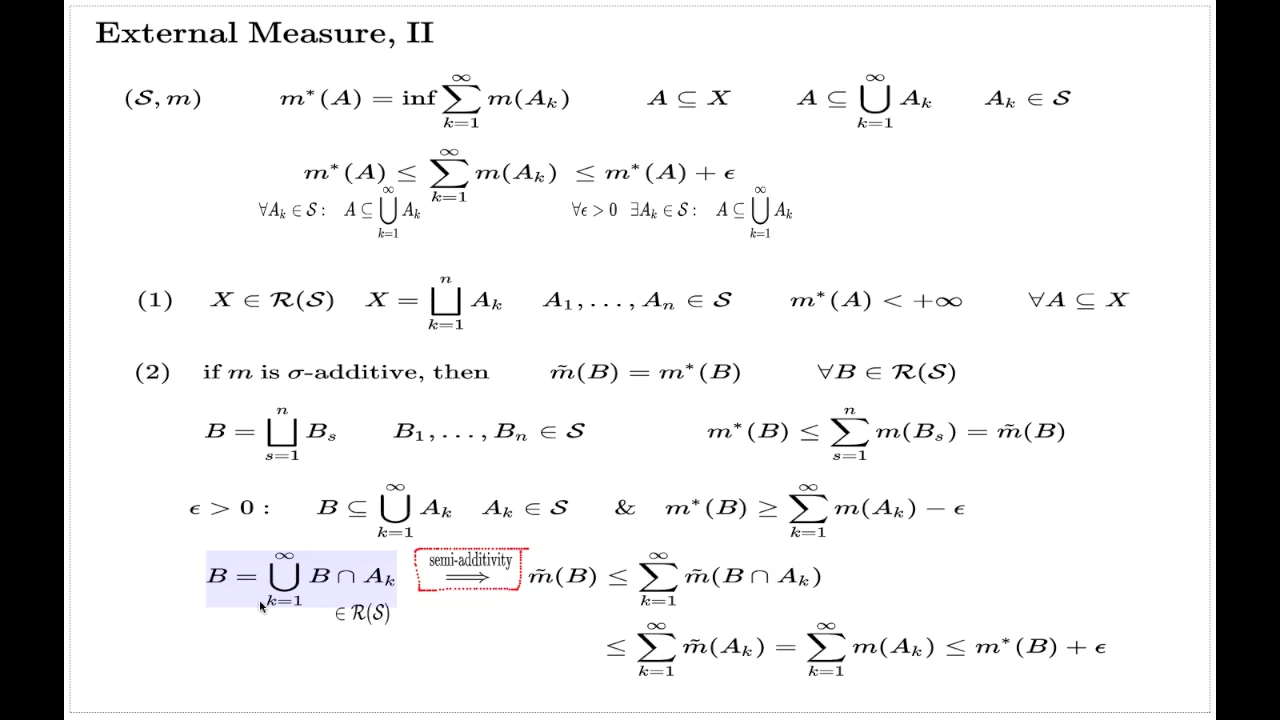 External Measure, II
(𝒮, m) m*(A) = inf ∑_{k=1}^{∞} m(A_k) A ⊆ X A ⊆ ⋃_{k=1}^{∞} A_k A_k ∈ 𝒮
m*(A) ≤ ∑_{k=1}^{∞} m(A_k) ≤ m*(A) + ϵ
∀A_k ∈ 𝒮 : A ⊆ ⋃_{k=1}^{∞} A_k ∀ϵ > 0 ∃A_k ∈ 𝒮 : A ⊆ ⋃_{k=1}^{∞} A_k
(1) X ∈ ℛ(𝒮) X = ⨆_{k=1}^{n} A_k A_1, . . . , A_n ∈ 𝒮 m*(A) < +∞ ∀A ⊆ X
(2) if m is σ-additive, then m̃(B) = m*(B) ∀B ∈ ℛ(𝒮)
B = ⨆_{s=1}^{n} B_s B_1, . . . , B_n ∈ 𝒮 m*(B) ≤ ∑_{s=1}^{n} m(B_s) = m̃(B)
ϵ > 0 : B ⊆ ⋃_{k=1}^{∞} A_k A_k ∈ 𝒮 & m*(B) ≥ ∑_{k=1}^{∞} m(A_k) − ϵ
B = ⋃_{k=1}^{∞} B ∩ A_k semi-additivity ⟹ m̃(B) ≤ ∑_{k=1}^{∞} m̃(B ∩ A_k)
∈ ℛ(𝒮)
≤ ∑_{k=1}^{∞} m̃(A_k) = ∑_{k=1}^{∞} m(A_k) ≤ m*(B) + ϵ